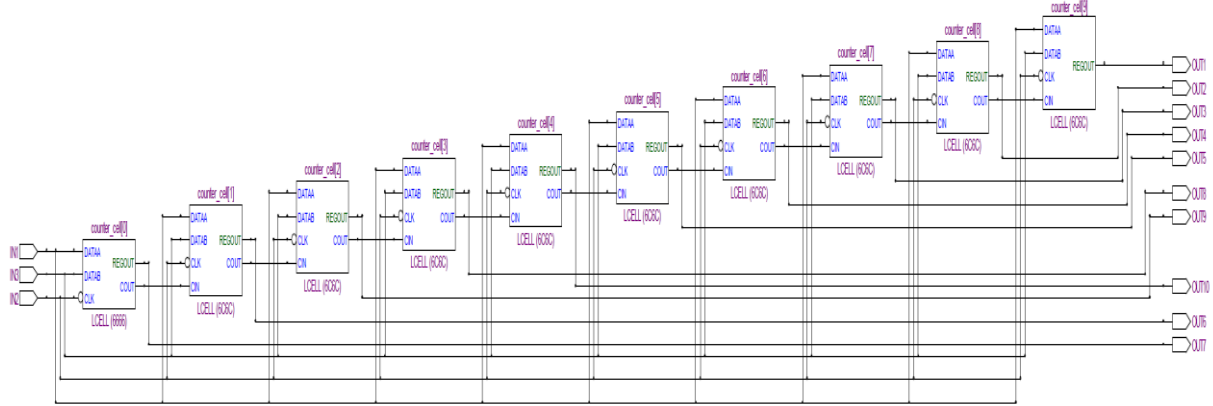 counter_cell[9]
DATAA
DATAB
CLK
CIN
REGOUT
LCELL (6C6C)
OUT1
OUT2
OUT3
OUT4
OUT5
OUT8
OUT9
OUT10
OUT6
OUT7
counter_cell[8]
DATAA
DATAB
CLK
CIN
REGOUT
COUT
LCELL (6C6C)
counter_cell[7]
DATAA
DATAB
CLK
CIN
REGOUT
COUT
LCELL (6C6C)
counter_cell[6]
DATAA
DATAB
CLK
CIN
REGOUT
COUT
LCELL (6C6C)
counter_cell[5]
DATAA
DATAB
CLK
CIN
REGOUT
COUT
LCELL (6C6C)
counter_cell[4]
DATAA
DATAB
CLK
CIN
REGOUT
COUT
LCELL (6C6C)
counter_cell[3]
DATAA
DATAB
CLK
CIN
REGOUT
COUT
LCELL (6C6C)
counter_cell[2]
DATAA
DATAB
CLK
CIN
REGOUT
COUT
LCELL (6C6C)
counter_cell[1]
DATAA
DATAB
CLK
CIN
REGOUT
COUT
LCELL (6C6C)
counter_cell[0]
DATAA
DATAB
CLK
REGOUT
COUT
LCELL (6666)
IN1
IN3
IN2